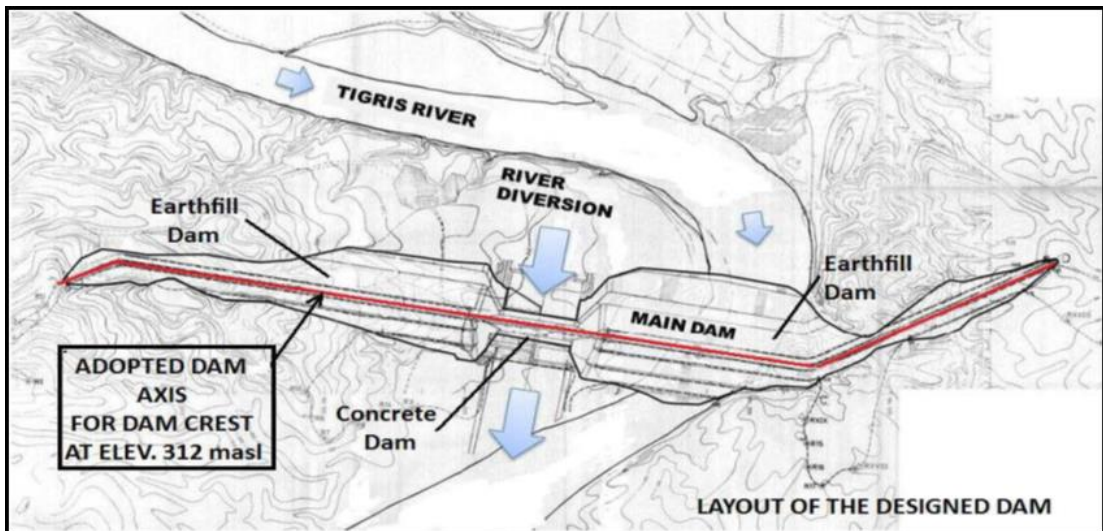 TIGRIS RIVER
RIVER
DIVERSION
Earthfill
Dam
Earthfill
Dam
MAIN DAM
ADOPTED DAM
AXIS
FOR DAM CREST
AT ELEV. 312 masl
Concrete
Dam
LAYOUT OF THE DESIGNED DAM